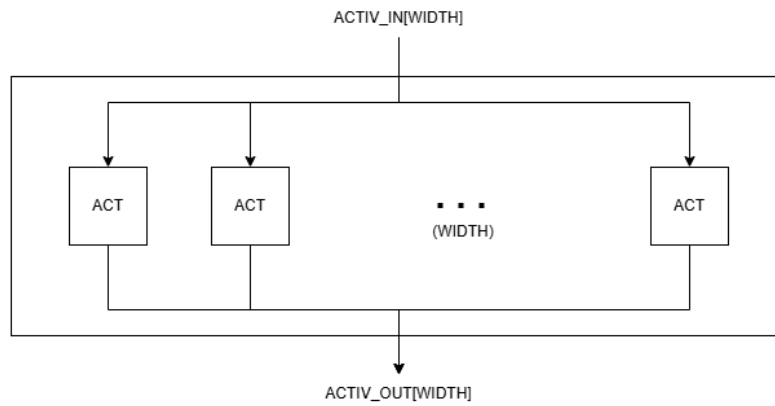 ACTIV_IN[WIDTH]
ACT
ACT
...
(WIDTH)
ACT
ACTIV_OUT[WIDTH]